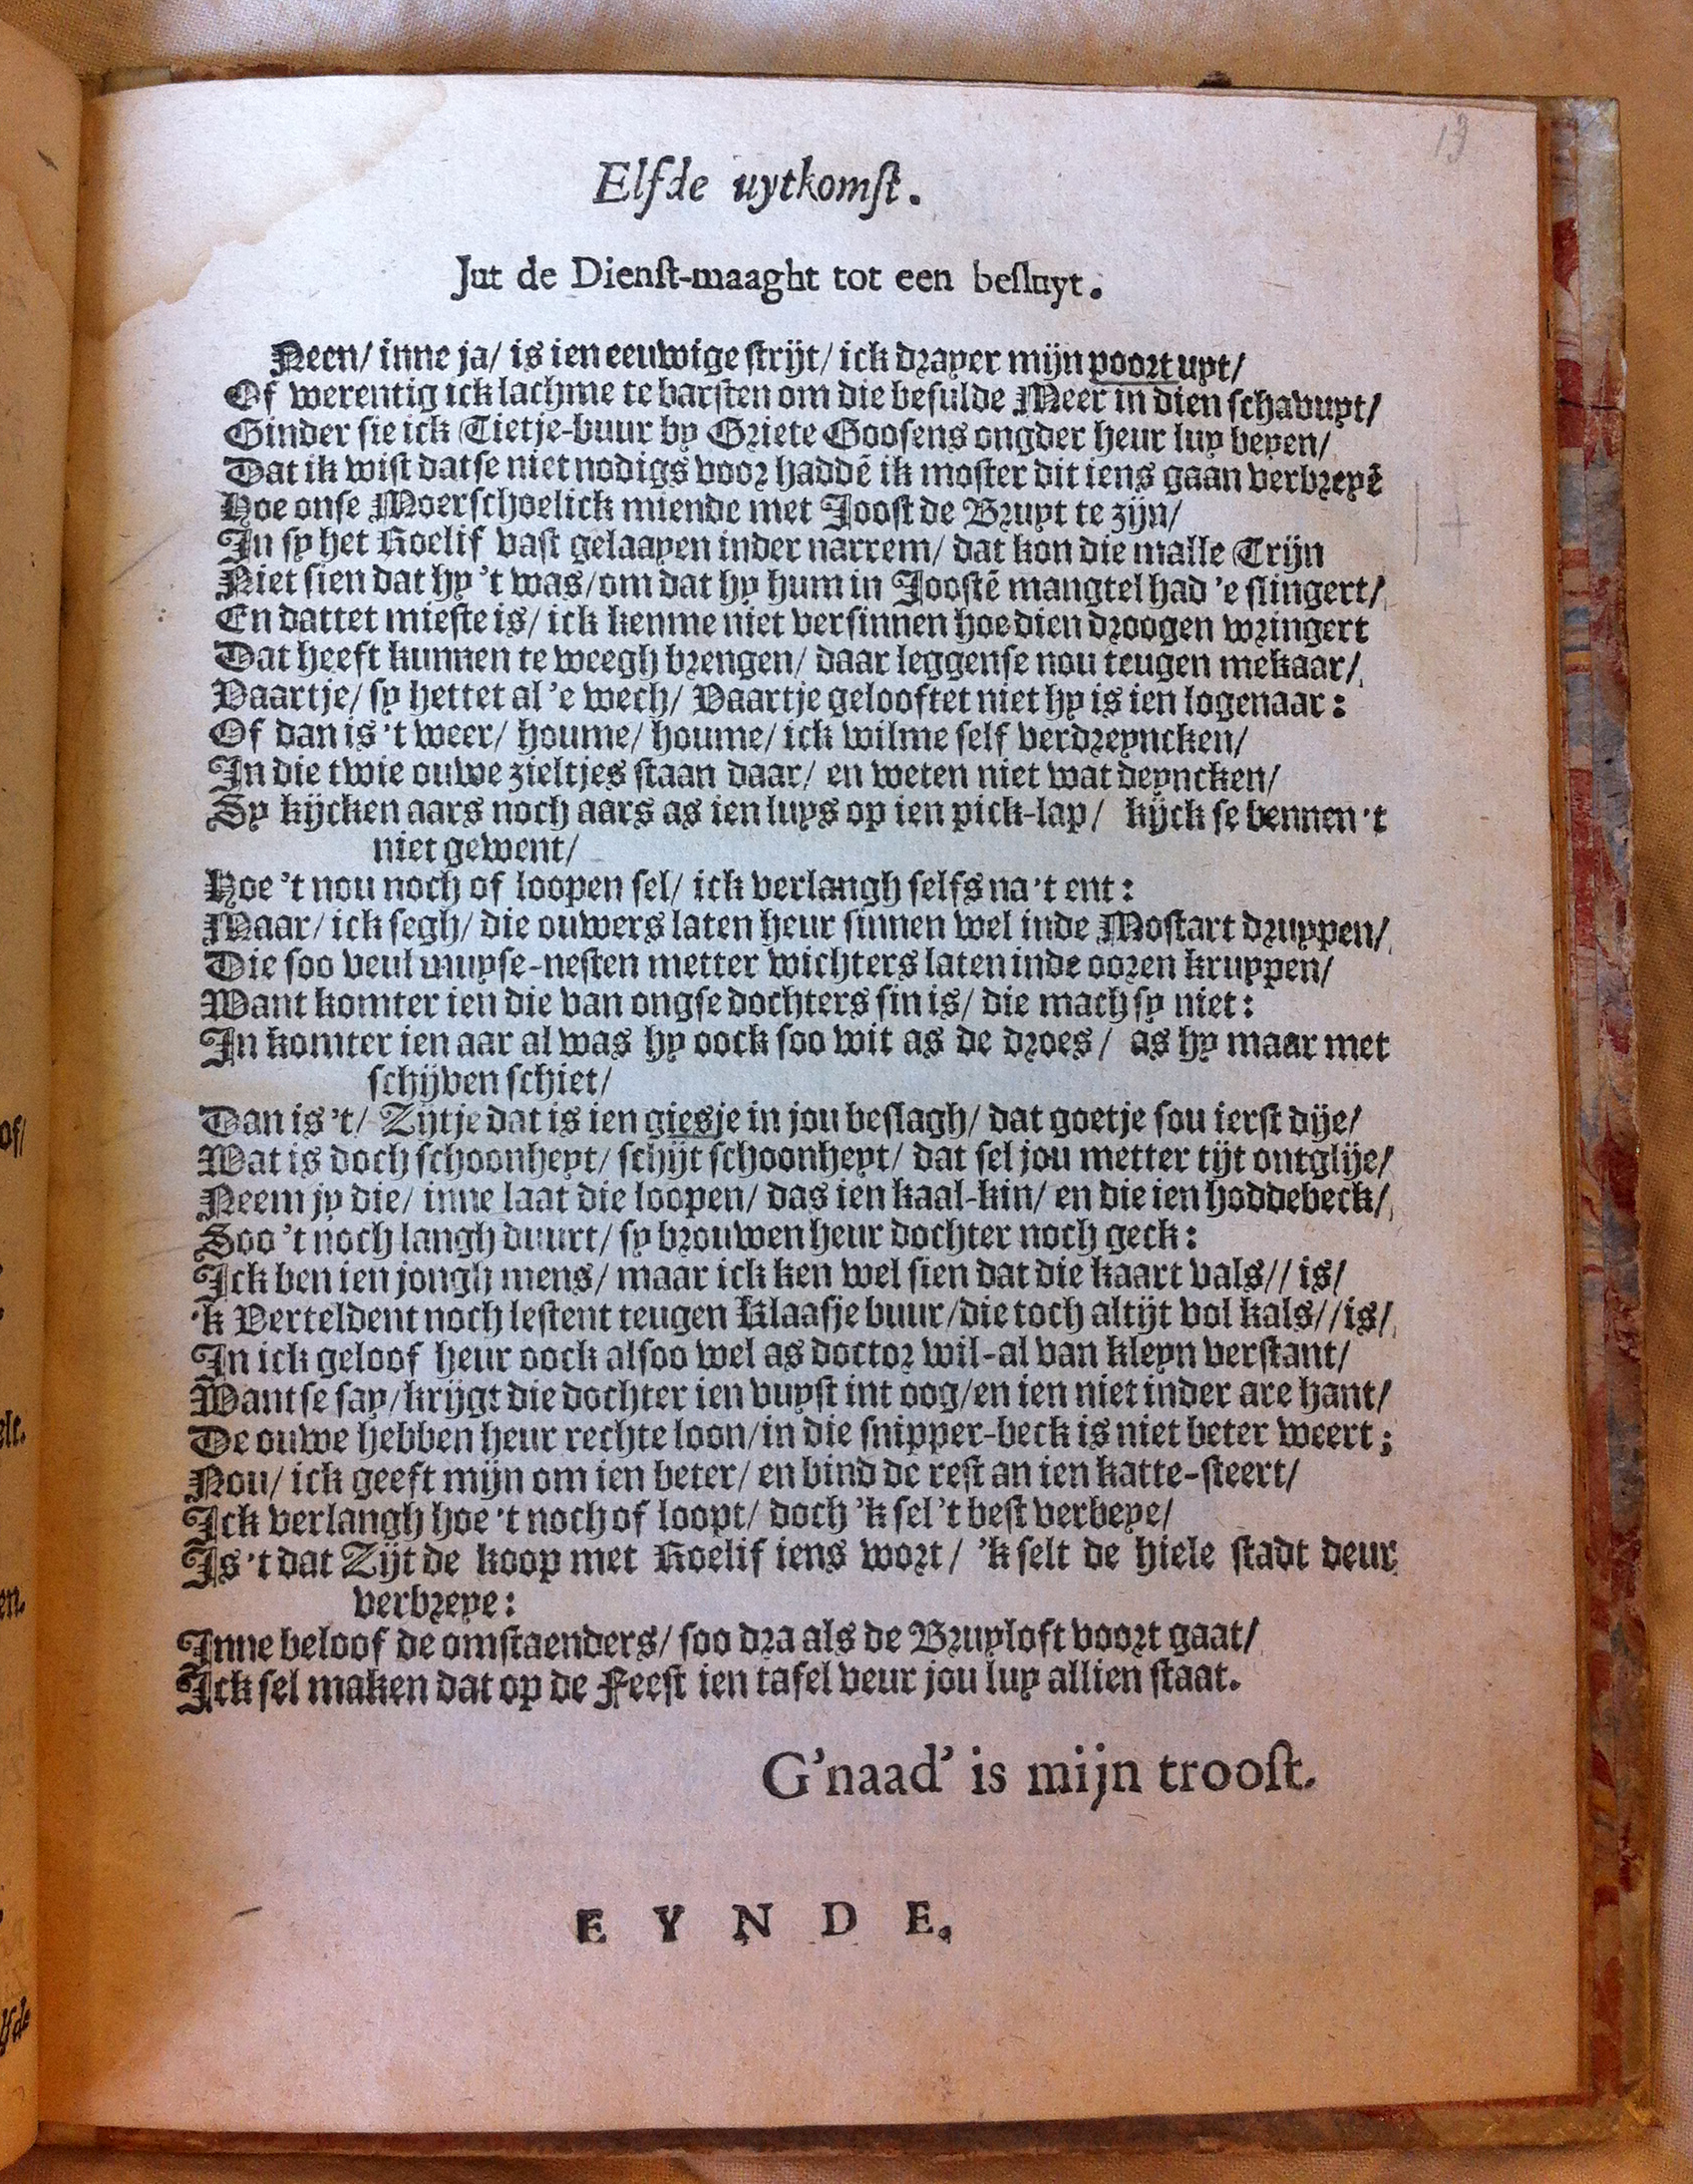 19
Elfde uytkomst.
Jut de Dienst-maaght tot een besluyt.
Neen/ inne ja/ is ien eeuwige strijt/ ick drayer mijn poort uyt/
Of werentig ick lachme te barsten om die besulde Meer in dien schavuyt/
Ginder sie ick Tietje-buur by Griete Goosens ongder heur luy beyen/
Dat ik wist datse niet nodigs voor haddē ik moster dit iens gaan verbreyē
Hoe onse Moer schoelick miende met Joost de Bruyt te zijn/
In sy het Roelif vast gelaayen inder narrem/ dat kon die malle Trijn
Niet sien dat hy 't was/ om dat hy hum in Joostē mangtel had 'e slingert/
En dattet mieste is/ ick kenme niet versinnen hoe dien droogen wringert
Dat heeft kunnen te weegh brengen/ daar leggense nou teugen mekaar/
Vaartje/ sy hettet al 'e wech/ Vaartje gelooftet niet hy is ien logenaar:
Of dan is 't weer/ houme/ houme/ ick wilme self verdreyncken/
In die twie ouwe zieltjes staan daar/ en weten niet wat deyncken/
Sy kijcken aars noch aars as ien luys op ien pick-lap/ kijck se bennen 't
niet gewent/
Hoe 't nou noch of loopen sel/ ick verlangh selfs na 't ent:
Maar/ ick segh/ die ouwers laten heur sinnen wel inde Mostart druppen/
Die soo veul muyse-nesten metter wichters laten inde ooren kruppen/
Want komter ien die van ongse dochters sin is/ die mach sy niet:
In komter ien aar al was hy oock soo wit as de droes/ as hy maar met
schijven schiet/
Dan is 't/ Zijtje dat is ien giesje in jou beslagh/ dat goetje sou ierst dije/
Wat is doch schoonheyt/ schijt schoonheyt/ dat sel jou metter tijt ontglije/
Neem jy die/ inne laat die loopen/ das ien kaal-kin/ en die ien hoddebeck/
Soo 't noch langh duurt/ sy brouwen heur dochter noch geck:
Ick ben ien jongh mens/ maar ick ken wel sien dat die kaart vals// is/
'k Verteldent noch lestent teugen Klaasje buur/ die toch altijt vol kals// is/
In ick geloof heur oock alsoo wel as doctor wil-al van kleyn verstant/
Want se say/ krijgt die dochter ien vuyst int oog/ en ien niet inder are hant/
De ouwe hebben heur rechte loon/ in die snipper-beck is niet beter weert;
Nou/ ick geeft mijn om ien beter/ en bind de rest an ien katte-steert/
Ick verlangh hoe 't noch of loopt/ doch 'k sel 't best verbeye/
Is 't dat Zijt de koop met Roelif iens wort/ 'k selt de hiele stadt deur
verbreye:
Inne beloof de omstaenders/ soo dra als de Bruyloft voort gaat/
Ick sel maken dat op de Feest ien tafel veur jou luy allien staat.
G'naad' is mijn troost.
EYNDE.